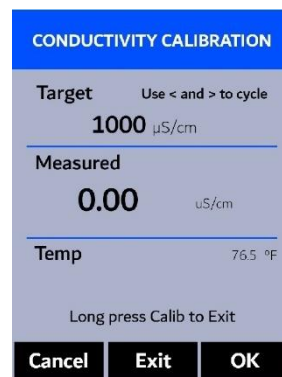 CONDUCTIVITY CALIBRATION
Target Use < and > to cycle
1000 µS/cm
Measured
0.00 uS/cm
Temp 76.5 °F
Long press Calib to Exit
Cancel Exit OK